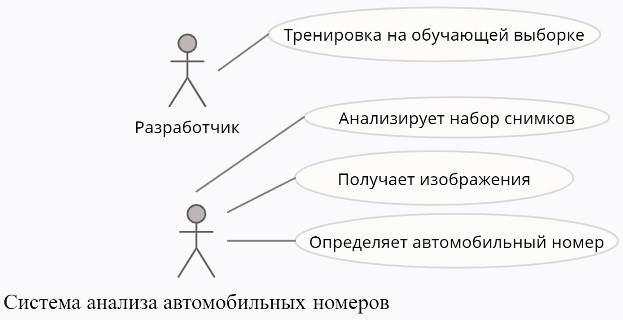 Тренировка на обучающей выборке
Разработчик
Анализирует набор снимков
Получает изображения
Определяет автомобильный номер
Система анализа автомобильных номеров